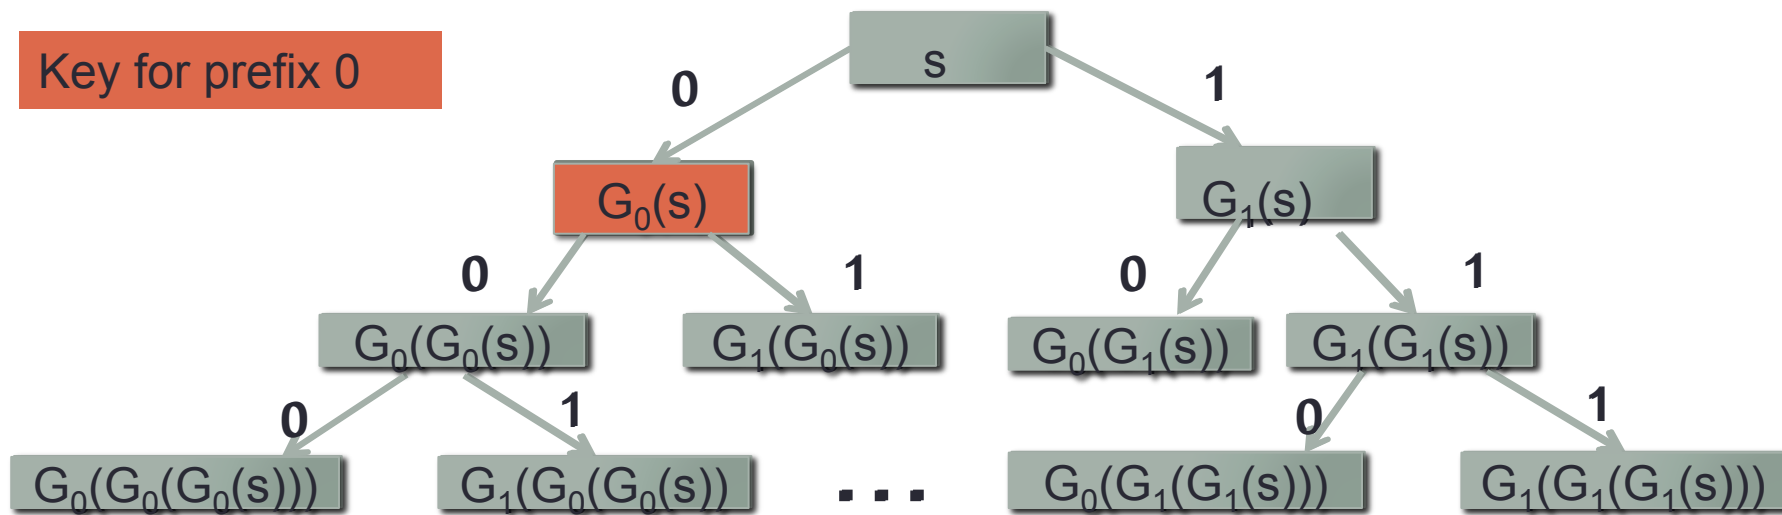 Key for prefix 0
s
0
1
G₀(s)
G₁(s)
0
1
0
1
G₀(G₀(s))
G₁(G₀(s))
G₀(G₁(s))
G₁(G₁(s))
0
1
0
1
G₀(G₀(G₀(s)))
G₁(G₀(G₀(s))
...
G₀(G₁(G₁(s)))
G₁(G₁(G₁(s)))